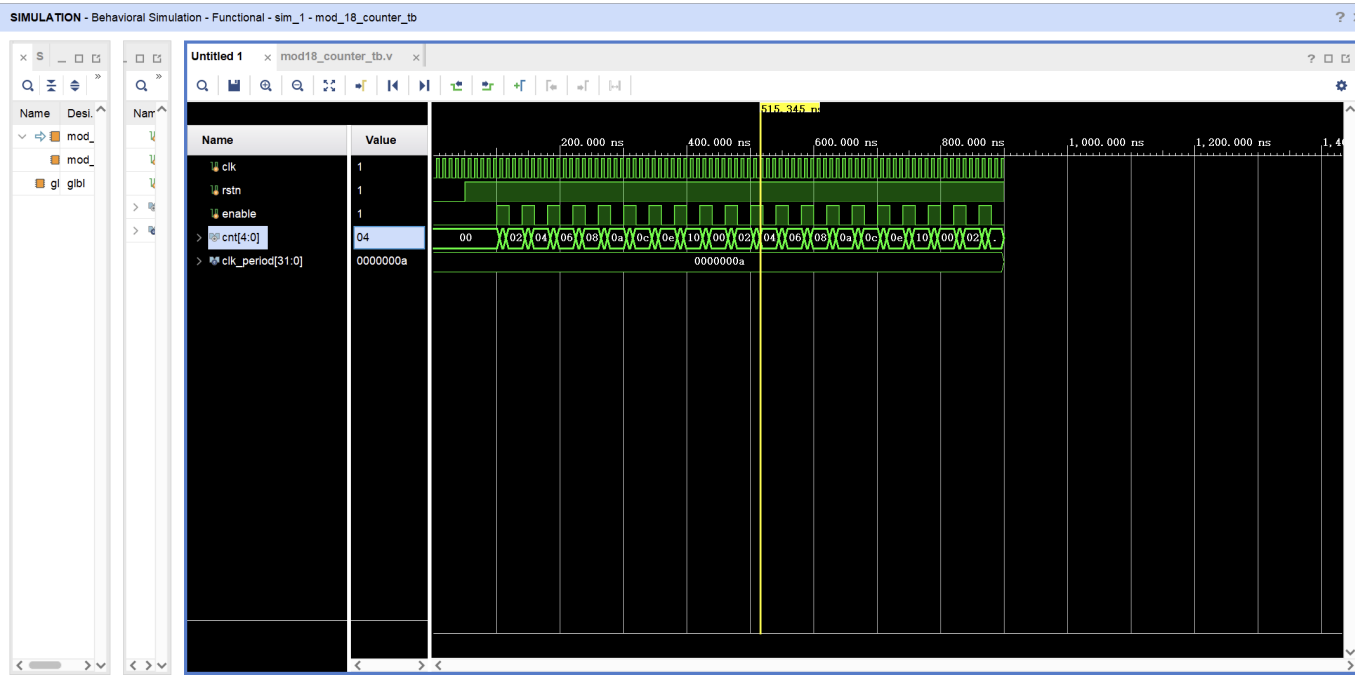 SIMULATION - Behavioral Simulation - Functional - sim_1 - mod_18_counter_tb
S
Untitled 1
mod18_counter_tb.v
Name Desi.
mod_
mod_
gl glbl
Nam
Name Value
clk 1
rstn 1
enable 1
cnt[4:0] 04
clk_period[31:0] 0000000a
515.345 n
200.000 ns 400.000 ns 600.000 ns 800.000 ns 1,000.000 ns 1,200.000 ns 1,4
00 02 04 06 08 0a 0c 0e 10 00 02 04 06 08 0a 0c 0e 10 00 02 .
0000000a